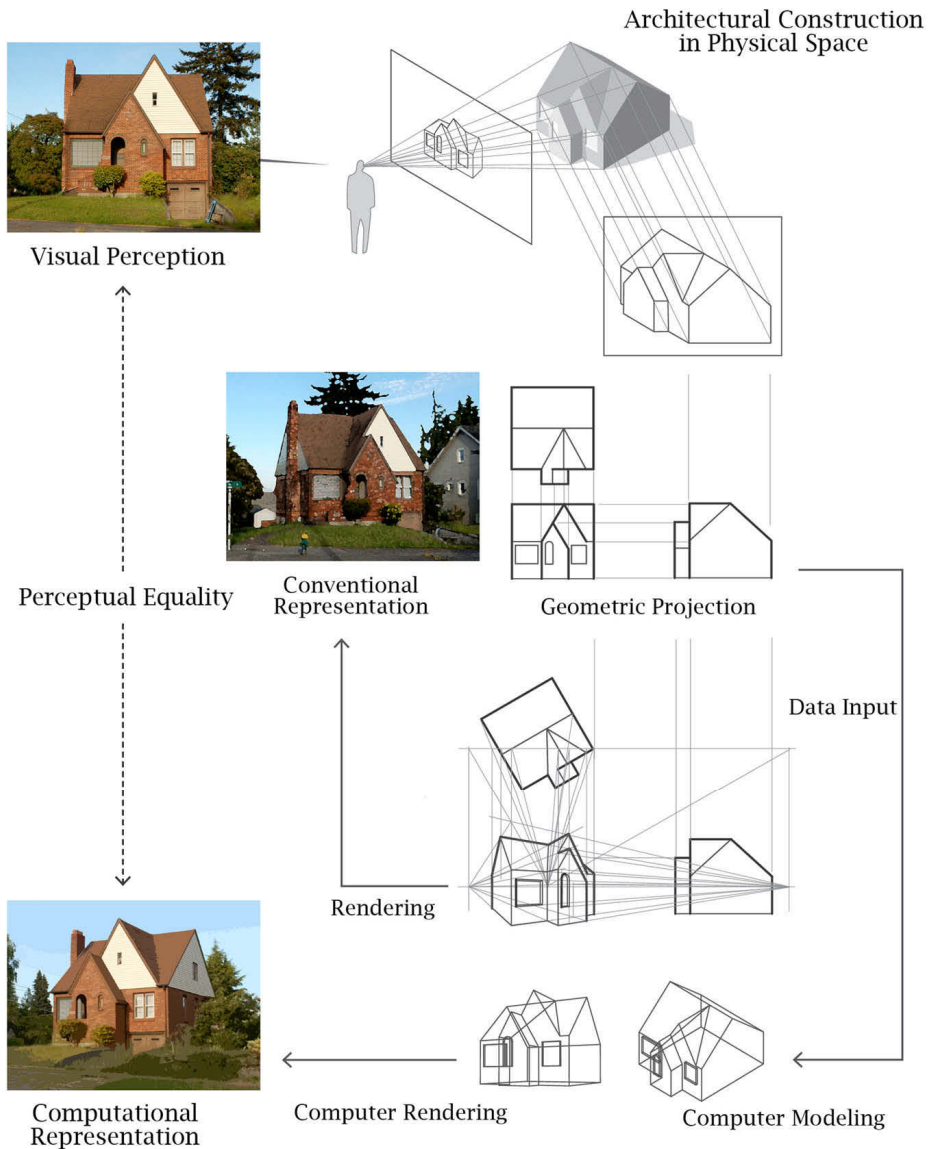 Architectural Construction
in Physical Space
Visual Perception
Conventional
Representation
Geometric Projection
Perceptual Equality
Data Input
Rendering
Computer Rendering
Computer Modeling
Computational
Representation